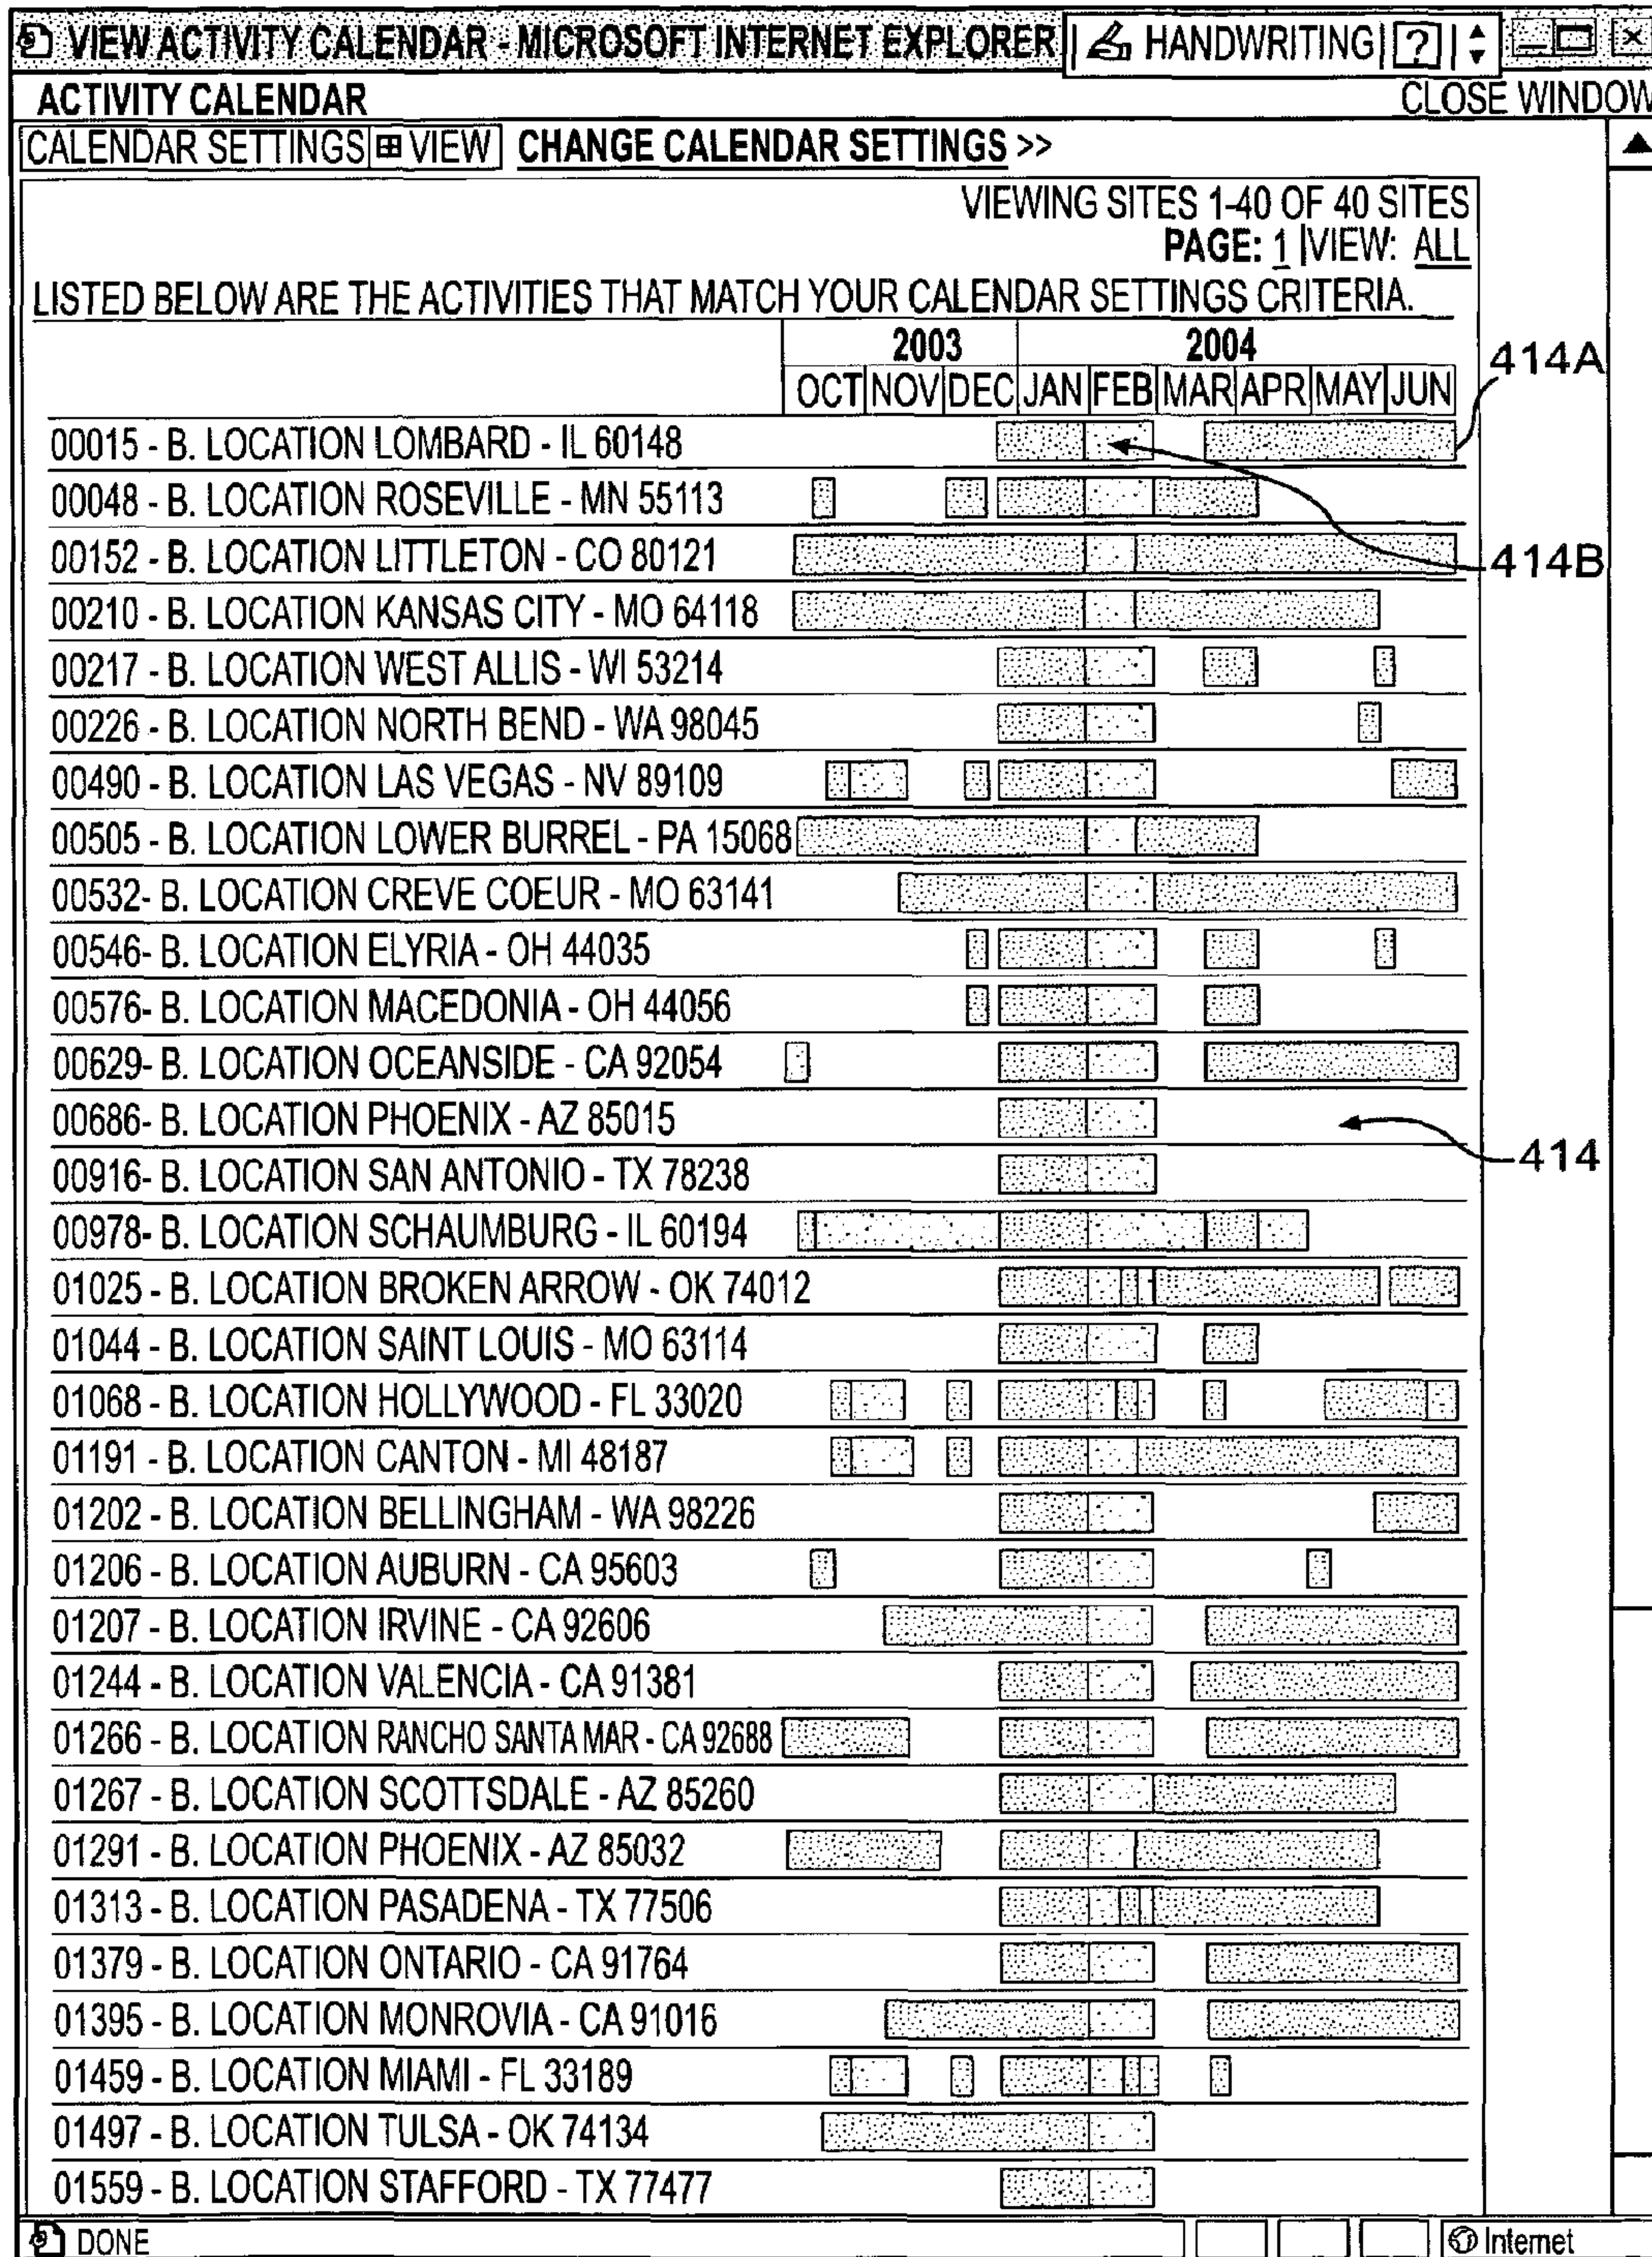 VIEW ACTIVITY CALENDAR - MICROSOFT INTERNET EXPLORER HANDWRITING ?
ACTIVITY CALENDAR CLOSE WINDOW
CALENDAR SETTINGS VIEW CHANGE CALENDAR SETTINGS >>
VIEWING SITES 1-40 OF 40 SITES
PAGE: 1 |VIEW: ALL
LISTED BELOW ARE THE ACTIVITIES THAT MATCH YOUR CALENDAR SETTINGS CRITERIA.
2003 2004
414A
OCT NOV DEC JAN FEB MAR APR MAY JUN
00015 - B. LOCATION LOMBARD - IL 60148
00048 - B. LOCATION ROSEVILLE - MN 55113
00152 - B. LOCATION LITTLETON - CO 80121
414B
00210 - B. LOCATION KANSAS CITY - MO 64118
00217 - B. LOCATION WEST ALLIS - WI 53214
00226 - B. LOCATION NORTH BEND - WA 98045
00490 - B. LOCATION LAS VEGAS - NV 89109
00505 - B. LOCATION LOWER BURREL - PA 15068
00532- B. LOCATION CREVE COEUR - MO 63141
00546- B. LOCATION ELYRIA - OH 44035
00576- B. LOCATION MACEDONIA - OH 44056
00629- B. LOCATION OCEANSIDE - CA 92054
00686- B. LOCATION PHOENIX - AZ 85015
414
00916- B. LOCATION SAN ANTONIO - TX 78238
00978- B. LOCATION SCHAUMBURG - IL 60194
01025 - B. LOCATION BROKEN ARROW - OK 74012
01044 - B. LOCATION SAINT LOUIS - MO 63114
01068 - B. LOCATION HOLLYWOOD - FL 33020
01191 - B. LOCATION CANTON - MI 48187
01202 - B. LOCATION BELLINGHAM - WA 98226
01206 - B. LOCATION AUBURN - CA 95603
01207 - B. LOCATION IRVINE - CA 92606
01244 - B. LOCATION VALENCIA - CA 91381
01266 - B. LOCATION RANCHO SANTA MAR - CA 92688
01267 - B. LOCATION SCOTTSDALE - AZ 85260
01291 - B. LOCATION PHOENIX - AZ 85032
01313 - B. LOCATION PASADENA - TX 77506
01379 - B. LOCATION ONTARIO - CA 91764
01395 - B. LOCATION MONROVIA - CA 91016
01459 - B. LOCATION MIAMI - FL 33189
01497 - B. LOCATION TULSA - OK 74134
01559 - B. LOCATION STAFFORD - TX 77477
DONE Internet